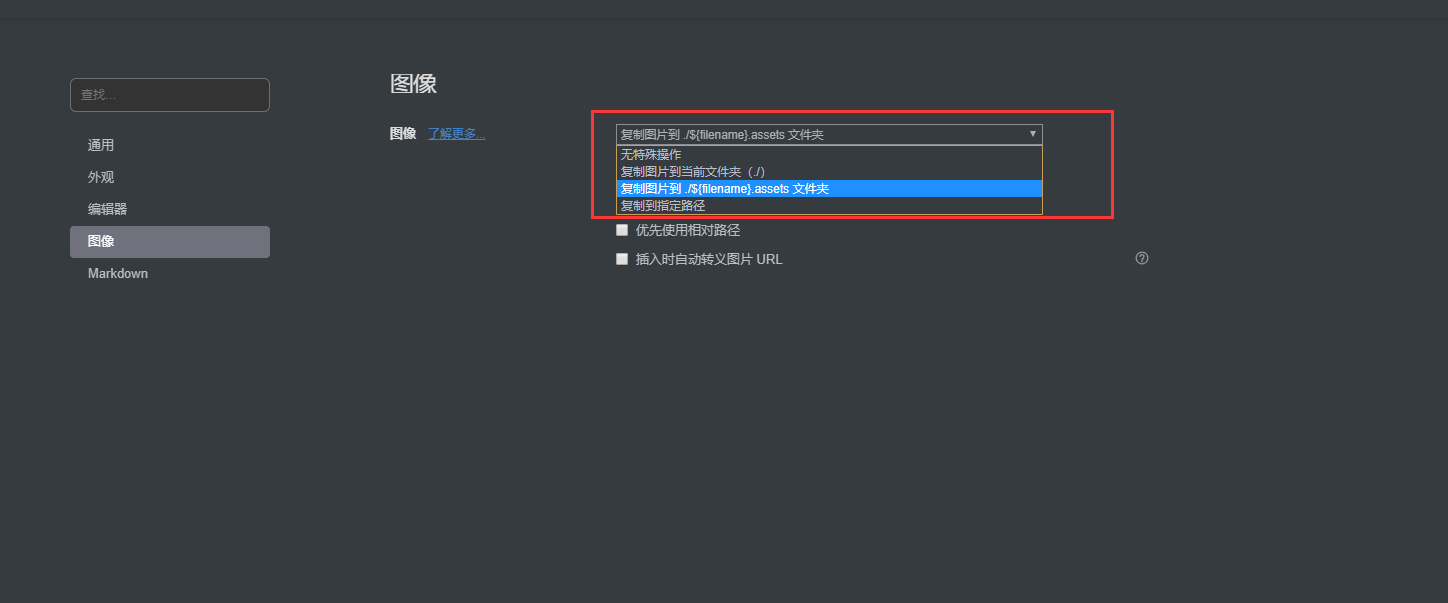 查找...
通用
外观
编辑器
图像
Markdown
图像
图像 了解更多...
复制图片到 ./${filename}.assets 文件夹
无特殊操作
复制图片到当前文件夹（./）
复制图片到 ./${filename}.assets 文件夹
复制到指定路径
优先使用相对路径
插入时自动转义图片 URL